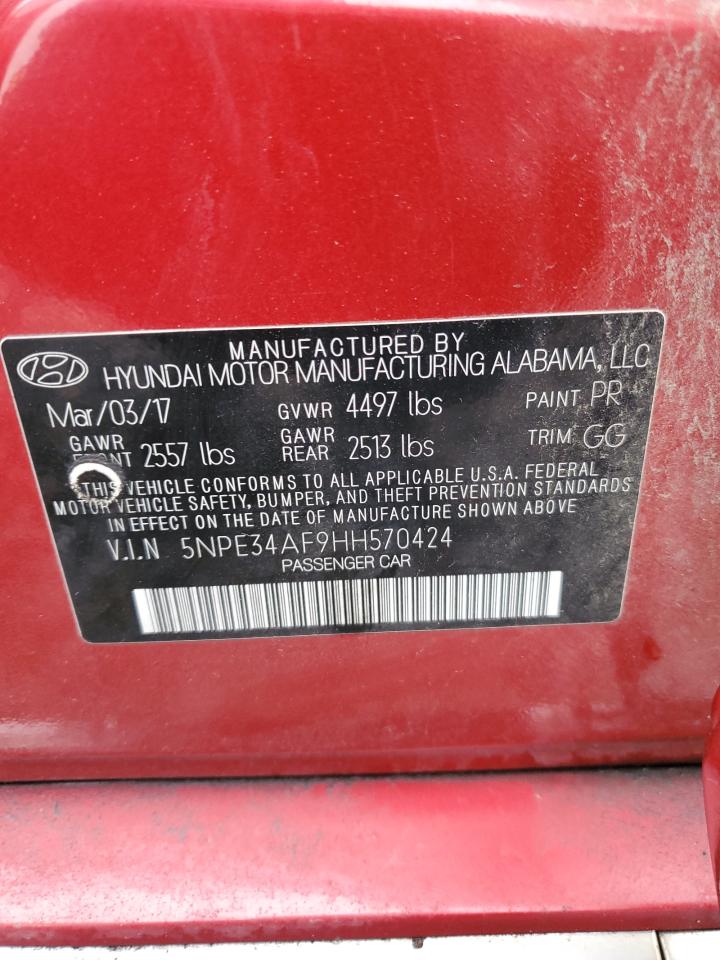 MANUFACTURED BY
HYUNDAI MOTOR MANUFACTURING ALABAMA, LLC
Mar/03/17 GVWR 4497 lbs PAINT PR
GAWR FRONT 2557 lbs GAWR REAR 2513 lbs TRIM GG
THIS VEHICLE CONFORMS TO ALL APPLICABLE U.S.A. FEDERAL
MOTOR VEHICLE SAFETY, BUMPER, AND THEFT PREVENTION STANDARDS
IN EFFECT ON THE DATE OF MANUFACTURE SHOWN ABOVE
V.I.N 5NPE34AF9HH570424
PASSENGER CAR